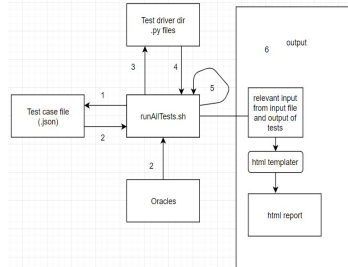 Test driver dir
.py files
6
output
3
4
5
1
2
Test case file
(.json)
runAllTests.sh
relevant input
from input file
and output of
tests
2
html templater
Oracles
html report